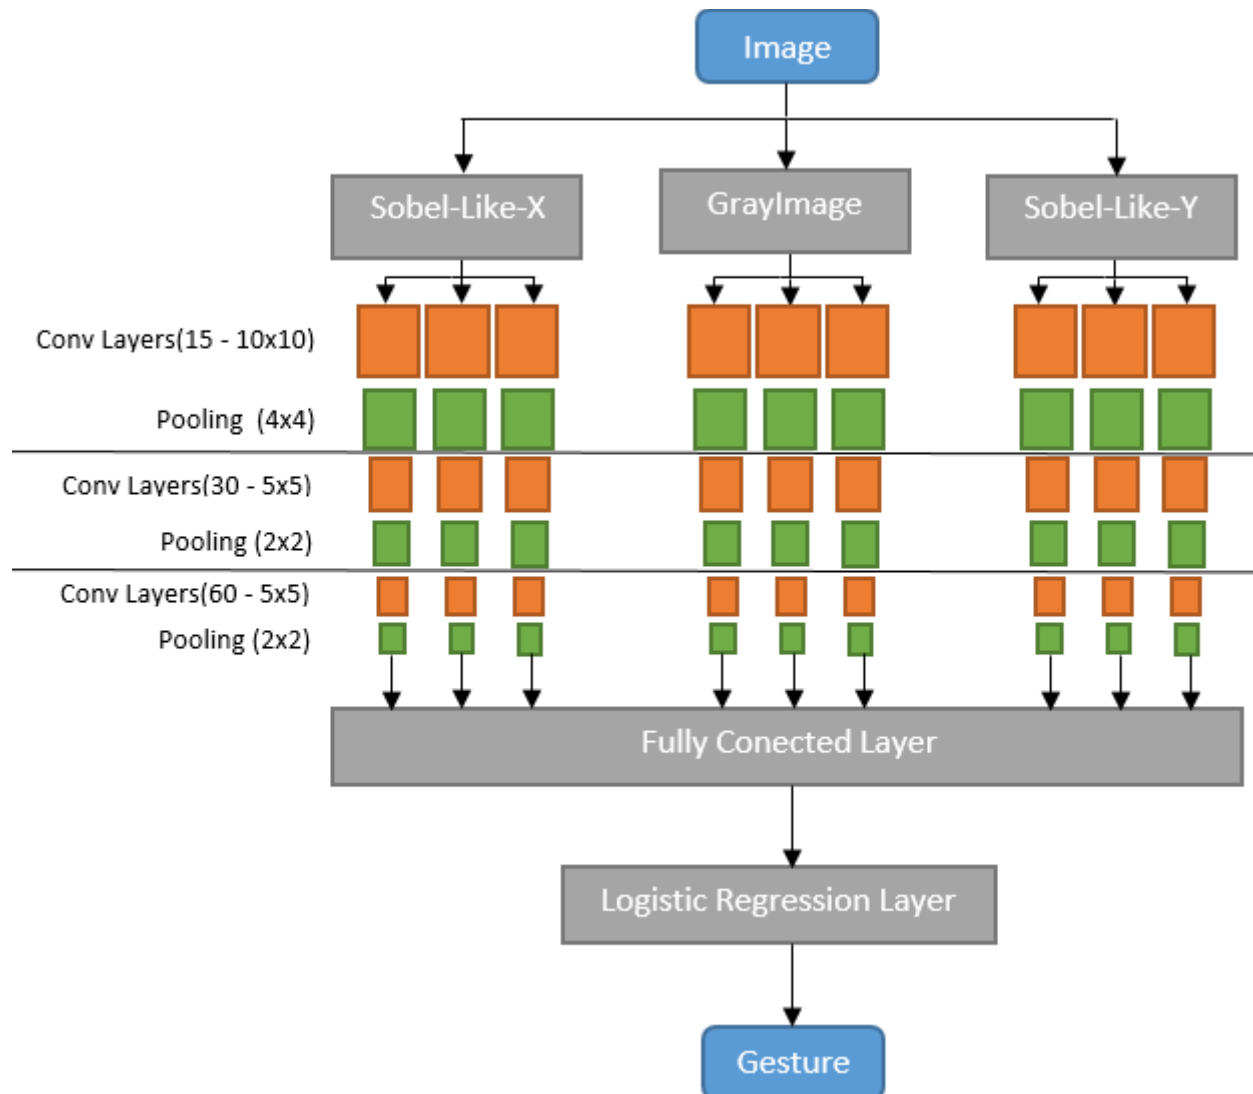 Image
Sobel-Like-X
GrayImage
Sobel-Like-Y
Conv Layers(15 - 10x10)
Pooling (4x4)
Conv Layers(30 - 5x5)
Pooling (2x2)
Conv Layers(60 - 5x5)
Pooling (2x2)
Fully Conected Layer
Logistic Regression Layer
Gesture